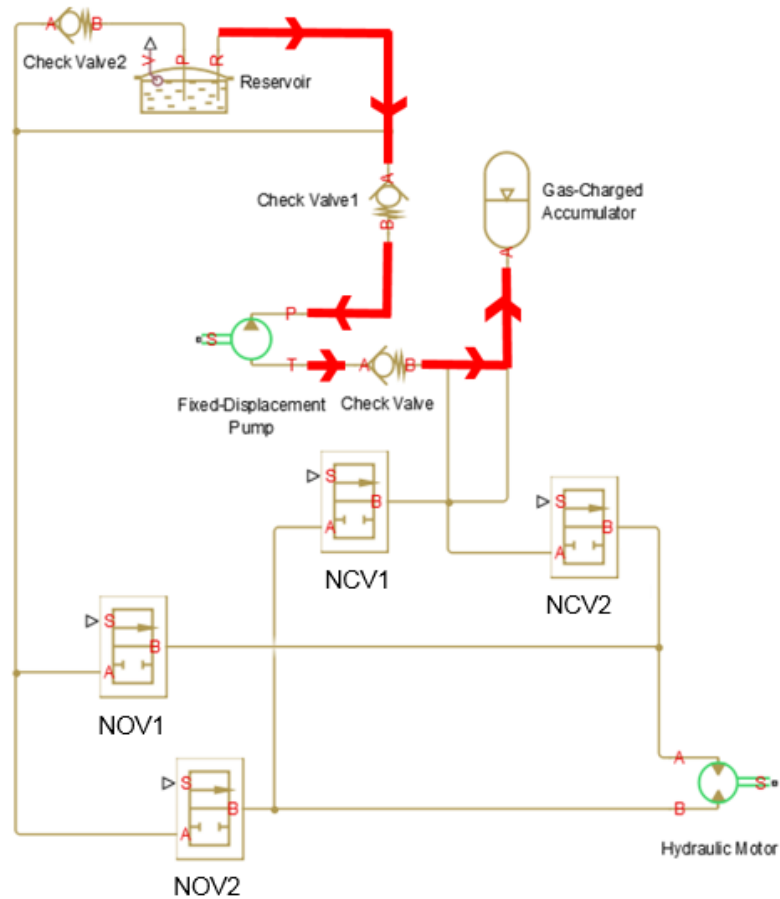 A
B
Check Valve2
V
P
R
Reservoir
A
Check Valve1
B
Gas-Charged
Accumulator
A
P
S
T
A
B
Fixed-Displacement
Pump
Check Valve
S
B
A
NCV1
S
B
A
NCV2
S
B
A
NOV1
S
B
A
NOV2
A
S
B
Hydraulic Motor